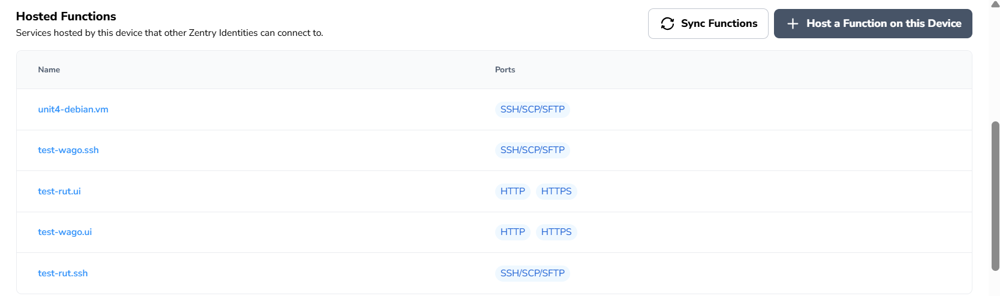 Hosted Functions
Services hosted by this device that other Zentry Identities can connect to.
Sync Functions
Host a Function on this Device
Name Ports
unit4-debian.vm SSH/SCP/SFTP
test-wago.ssh SSH/SCP/SFTP
test-rut.ui HTTP HTTPS
test-wago.ui HTTP HTTPS
test-rut.ssh SSH/SCP/SFTP